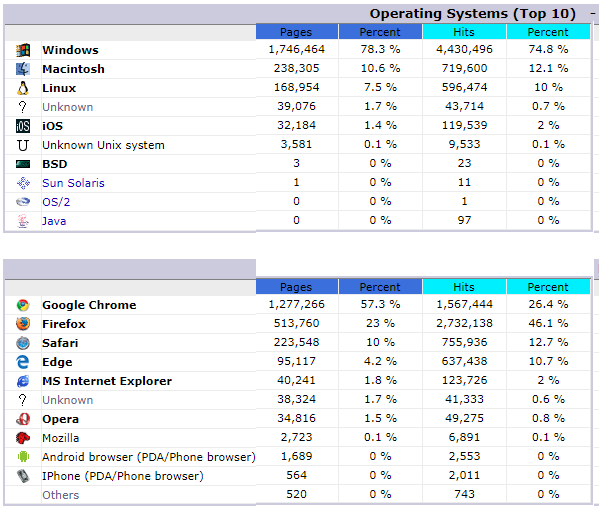 Operating Systems (Top 10) -
Pages Percent Hits Percent
Windows 1,746,464 78.3 % 4,430,496 74.8 %
Macintosh 238,305 10.6 % 719,600 12.1 %
Linux 168,954 7.5 % 596,474 10 %
? Unknown 39,076 1.7 % 43,714 0.7 %
iOS iOS 32,184 1.4 % 119,539 2 %
U Unknown Unix system 3,581 0.1 % 9,533 0.1 %
BSD 3 0 % 23 0 %
Sun Solaris 1 0 % 11 0 %
OS/2 0 0 % 1 0 %
Java 0 0 % 97 0 %
Pages Percent Hits Percent
Google Chrome 1,277,266 57.3 % 1,567,444 26.4 %
Firefox 513,760 23 % 2,732,138 46.1 %
Safari 223,548 10 % 755,936 12.7 %
Edge 95,117 4.2 % 637,438 10.7 %
MS Internet Explorer 40,241 1.8 % 123,726 2 %
? Unknown 38,324 1.7 % 41,333 0.6 %
Opera 34,816 1.5 % 49,275 0.8 %
Mozilla 2,723 0.1 % 6,891 0.1 %
Android browser (PDA/Phone browser) 1,689 0 % 2,553 0 %
IPhone (PDA/Phone browser) 564 0 % 2,011 0 %
Others 520 0 % 743 0 %